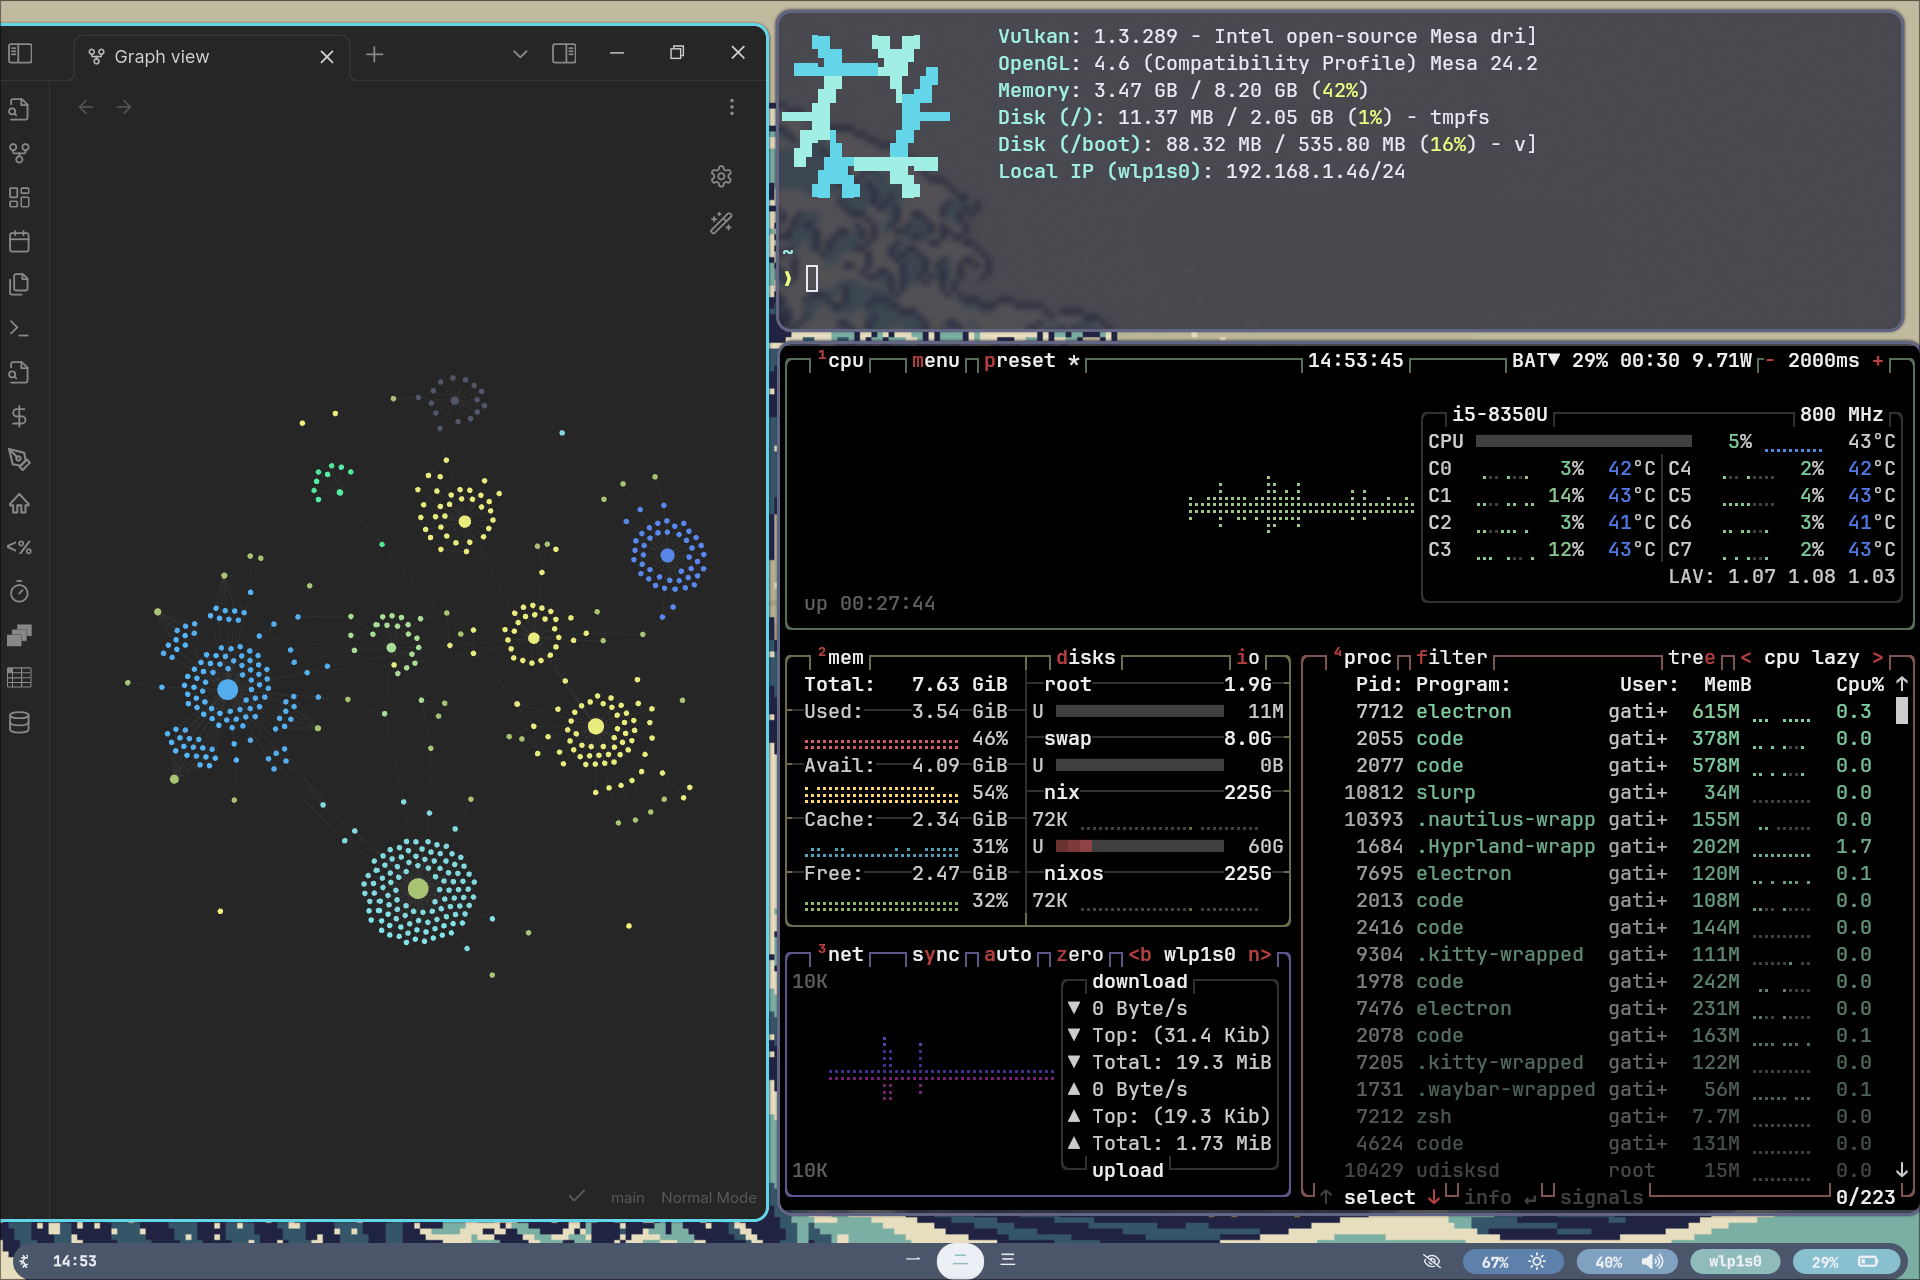 Graph view
main Normal Mode
Vulkan: 1.3.289 - Intel open-source Mesa dri]
OpenGL: 4.6 (Compatibility Profile) Mesa 24.2
Memory: 3.47 GB / 8.20 GB (42%)
Disk (/): 11.37 MB / 2.05 GB (1%) - tmpfs
Disk (/boot): 88.32 MB / 535.80 MB (16%) - v]
Local IP (wlp1s0): 192.168.1.46/24
~
❯
1cpu menu preset * 14:53:45 BAT▼ 29% 00:30 9.71W - 2000ms +
i5-8350U 800 MHz
CPU 5% 43°C
C0 3% 42°C C4 2% 42°C
C1 14% 43°C C5 4% 43°C
C2 3% 41°C C6 3% 41°C
C3 12% 43°C C7 2% 43°C
LAV: 1.07 1.08 1.03
up 00:27:44
2mem disks io
Total: 7.63 GiB root 1.9G
Used: 3.54 GiB U 11M
46% swap 8.0G
Avail: 4.09 GiB U 0B
54% nix 225G
Cache: 2.34 GiB 72K
31% U 60G
Free: 2.47 GiB nixos 225G
32% 72K
3net sync auto zero <b wlp1s0 n>
10K download
▼ 0 Byte/s
▼ Top: (31.4 Kib)
▼ Total: 19.3 MiB
▲ 0 Byte/s
▲ Top: (19.3 Kib)
▲ Total: 1.73 MiB
10K upload
4proc filter tree < cpu lazy >
Pid: Program: User: MemB Cpu% ↑
7712 electron gati+ 615M 0.3
2055 code gati+ 378M 0.0
2077 code gati+ 578M 0.0
10812 slurp gati+ 34M 0.0
10393 .nautilus-wrapp gati+ 155M 0.0
1684 .Hyprland-wrapp gati+ 202M 1.7
7695 electron gati+ 120M 0.1
2013 code gati+ 108M 0.0
2416 code gati+ 144M 0.0
9304 .kitty-wrapped gati+ 111M 0.0
1978 code gati+ 242M 0.0
7476 electron gati+ 231M 0.0
2078 code gati+ 163M 0.1
7205 .kitty-wrapped gati+ 122M 0.0
1731 .waybar-wrapped gati+ 56M 0.1
7212 zsh gati+ 7.7M 0.0
4624 code gati+ 131M 0.0
10429 udisksd root 15M 0.0 ↓
↑ select ↓ info ↵ signals 0/223
14:53 一 二 三 67% 40% wlp1s0 29%